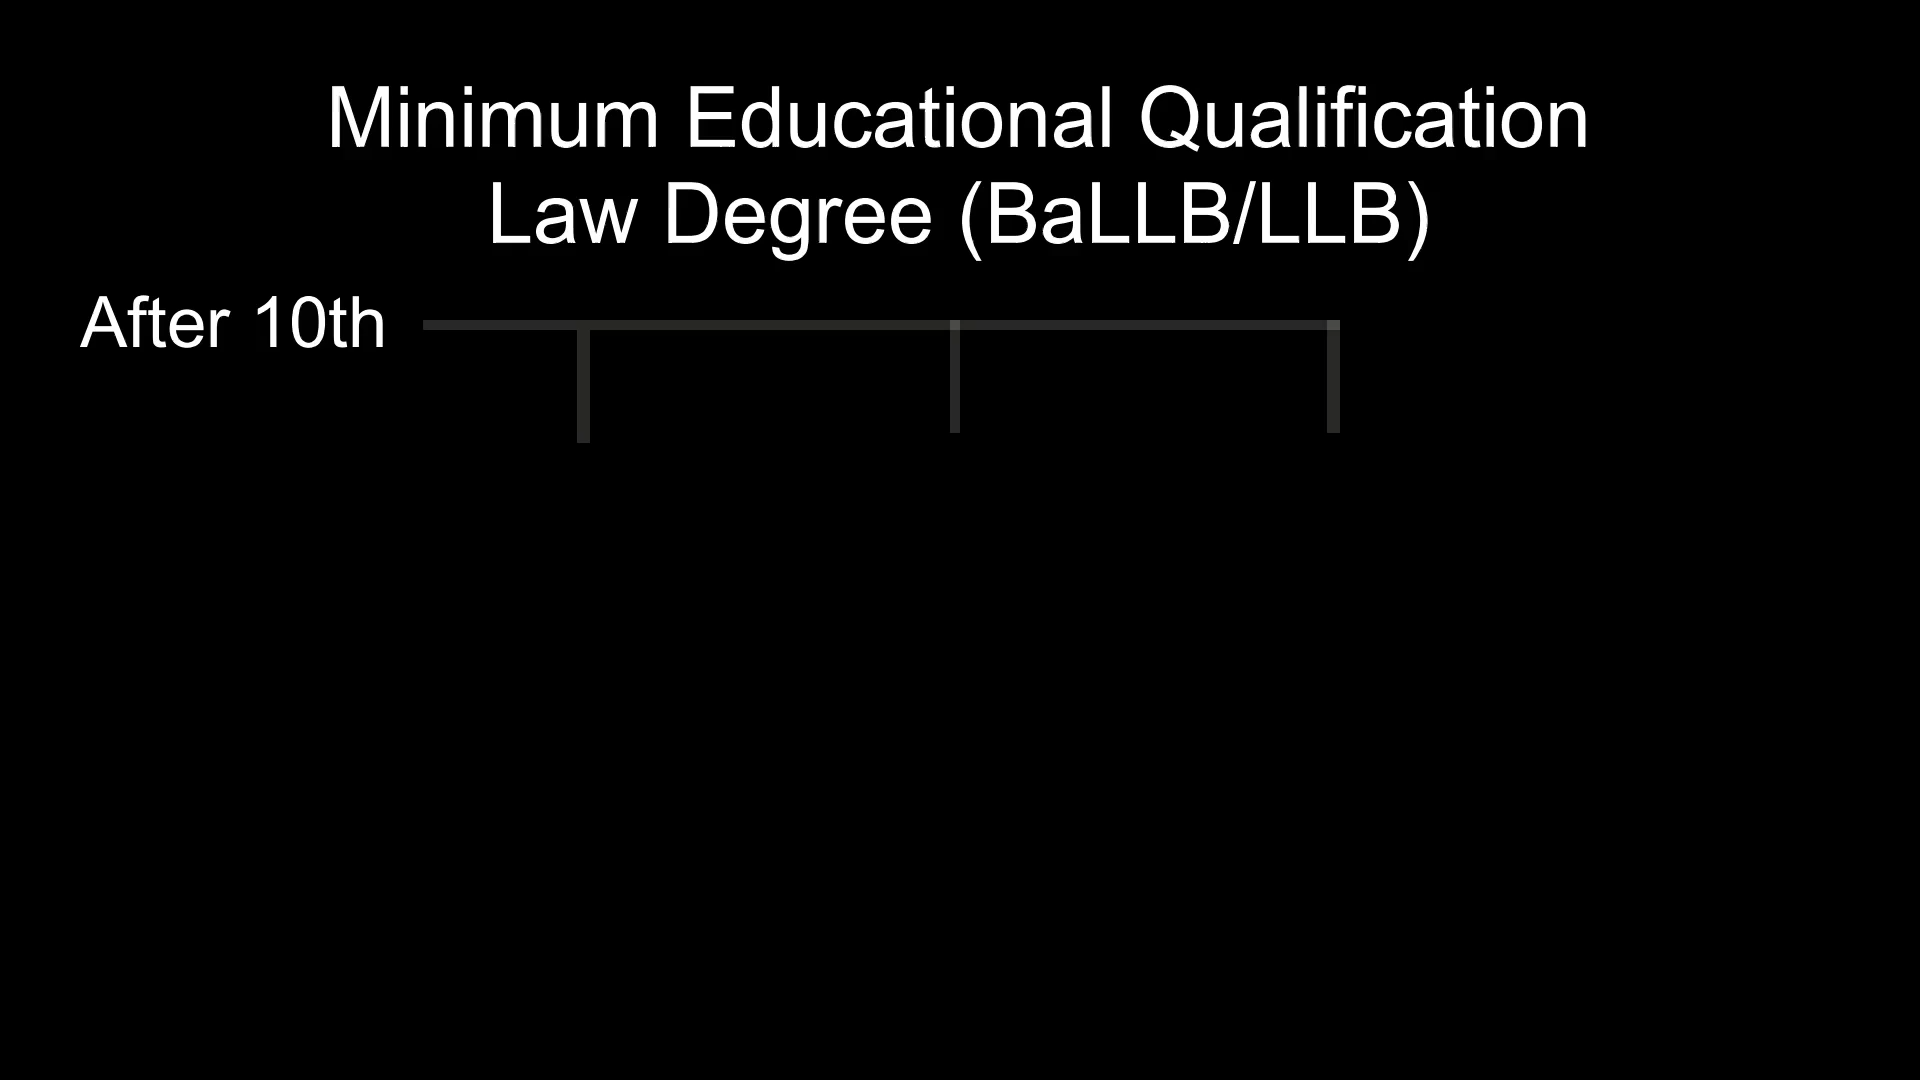 Minimum Educational Qualification
Law Degree (BaLLB/LLB)
After 10th